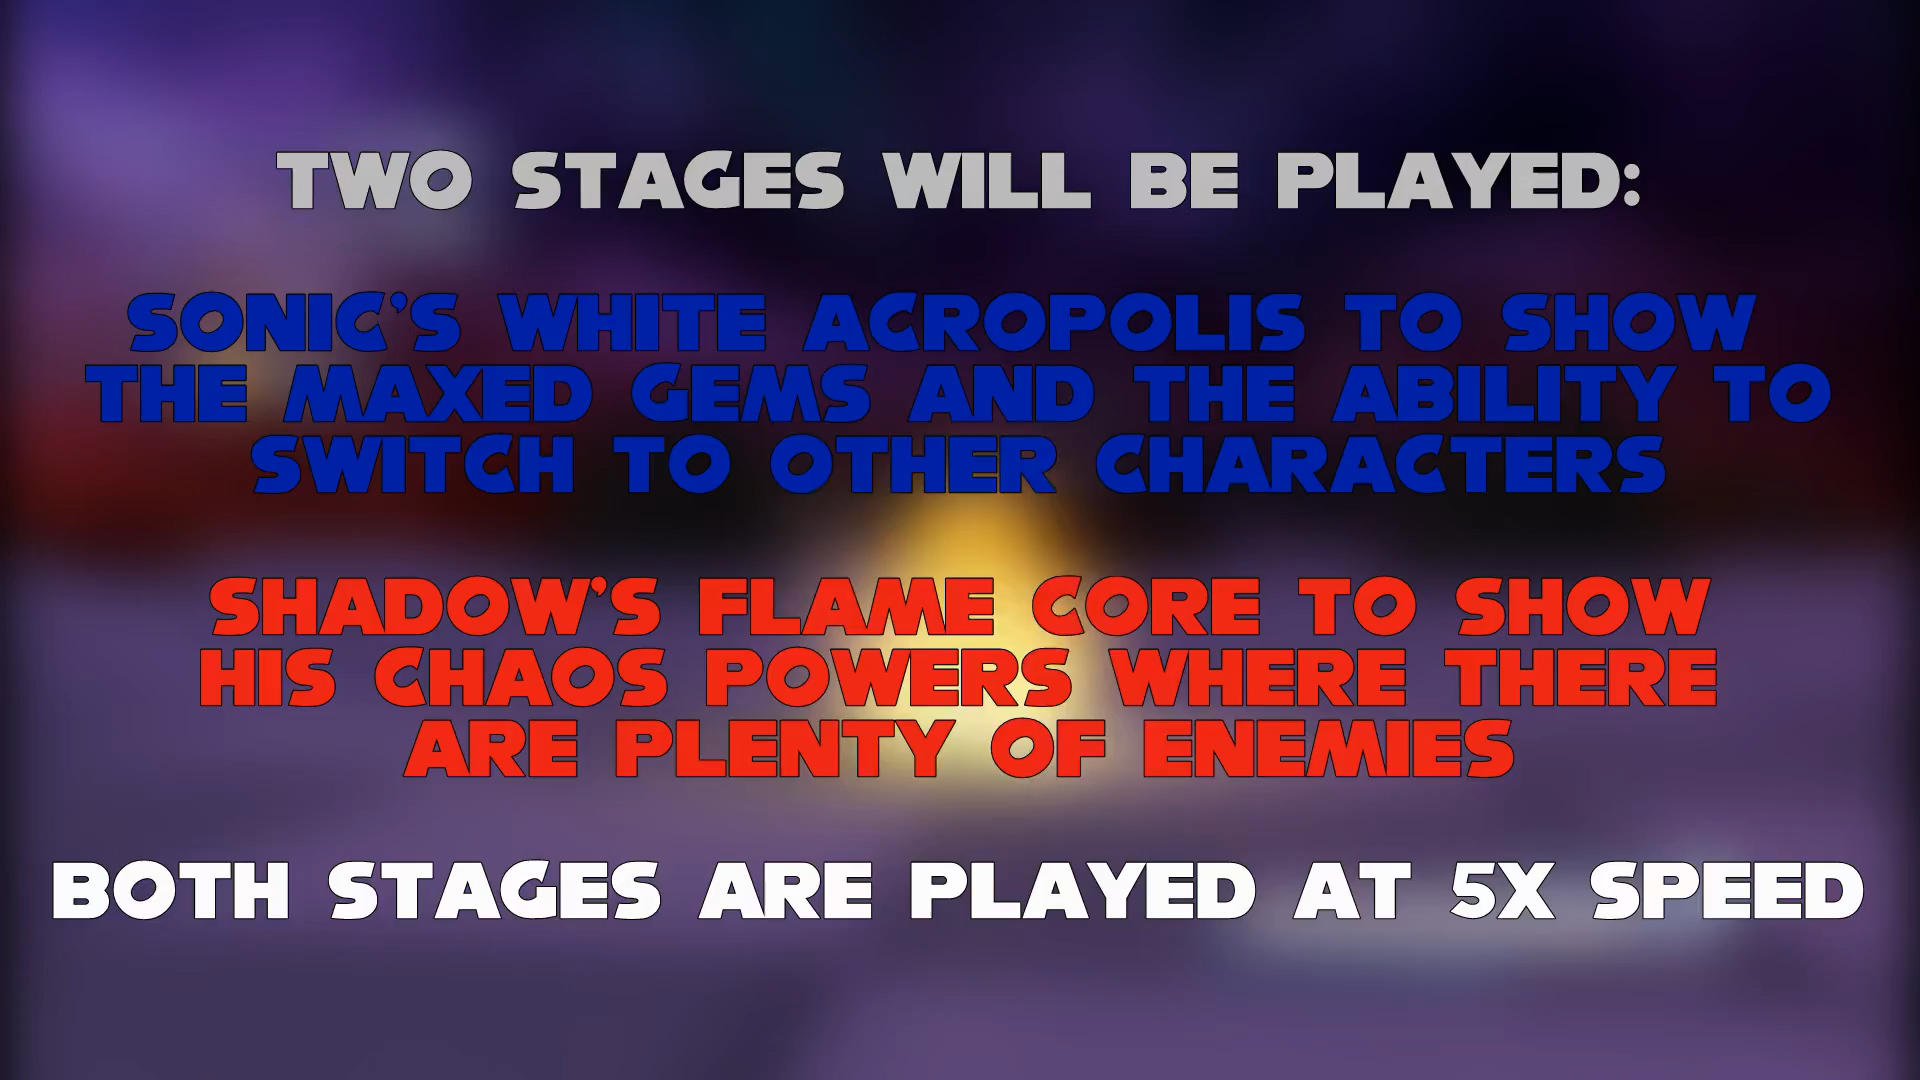 TWO STAGES WILL BE PLAYED:
SONIC'S WHITE ACROPOLIS TO SHOW
THE MAXED GEMS AND THE ABILITY TO
SWITCH TO OTHER CHARACTERS
SHADOW'S FLAME CORE TO SHOW
HIS CHAOS POWERS WHERE THERE
ARE PLENTY OF ENEMIES
BOTH STAGES ARE PLAYED AT 5X SPEED